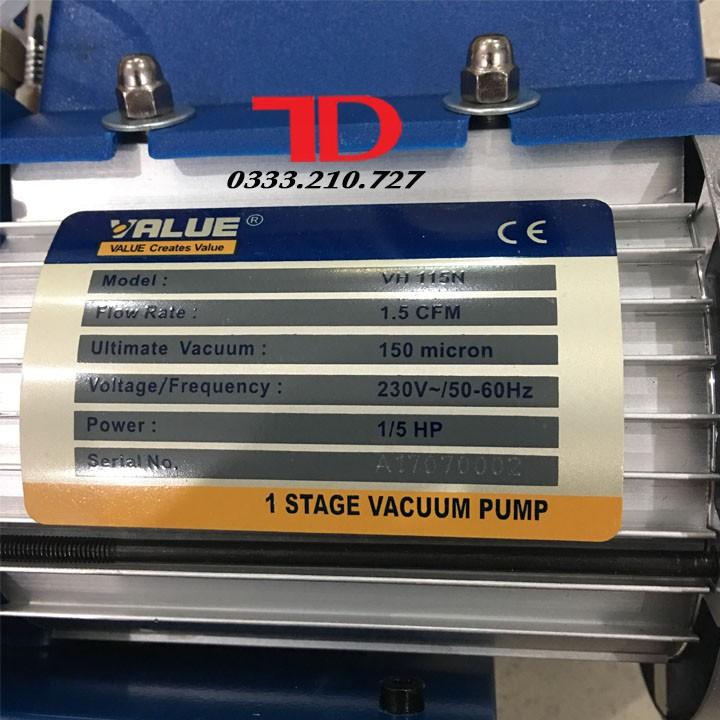 TD
0333.210.727
VALUE ®
VALUE Creates Value
CE
Model : VH 115N
Flow Rate : 1.5 CFM
Ultimate Vacuum : 150 micron
Voltage/Frequency : 230V~/50-60Hz
Power : 1/5 HP
Serial No. A17070002
1 STAGE VACUUM PUMP